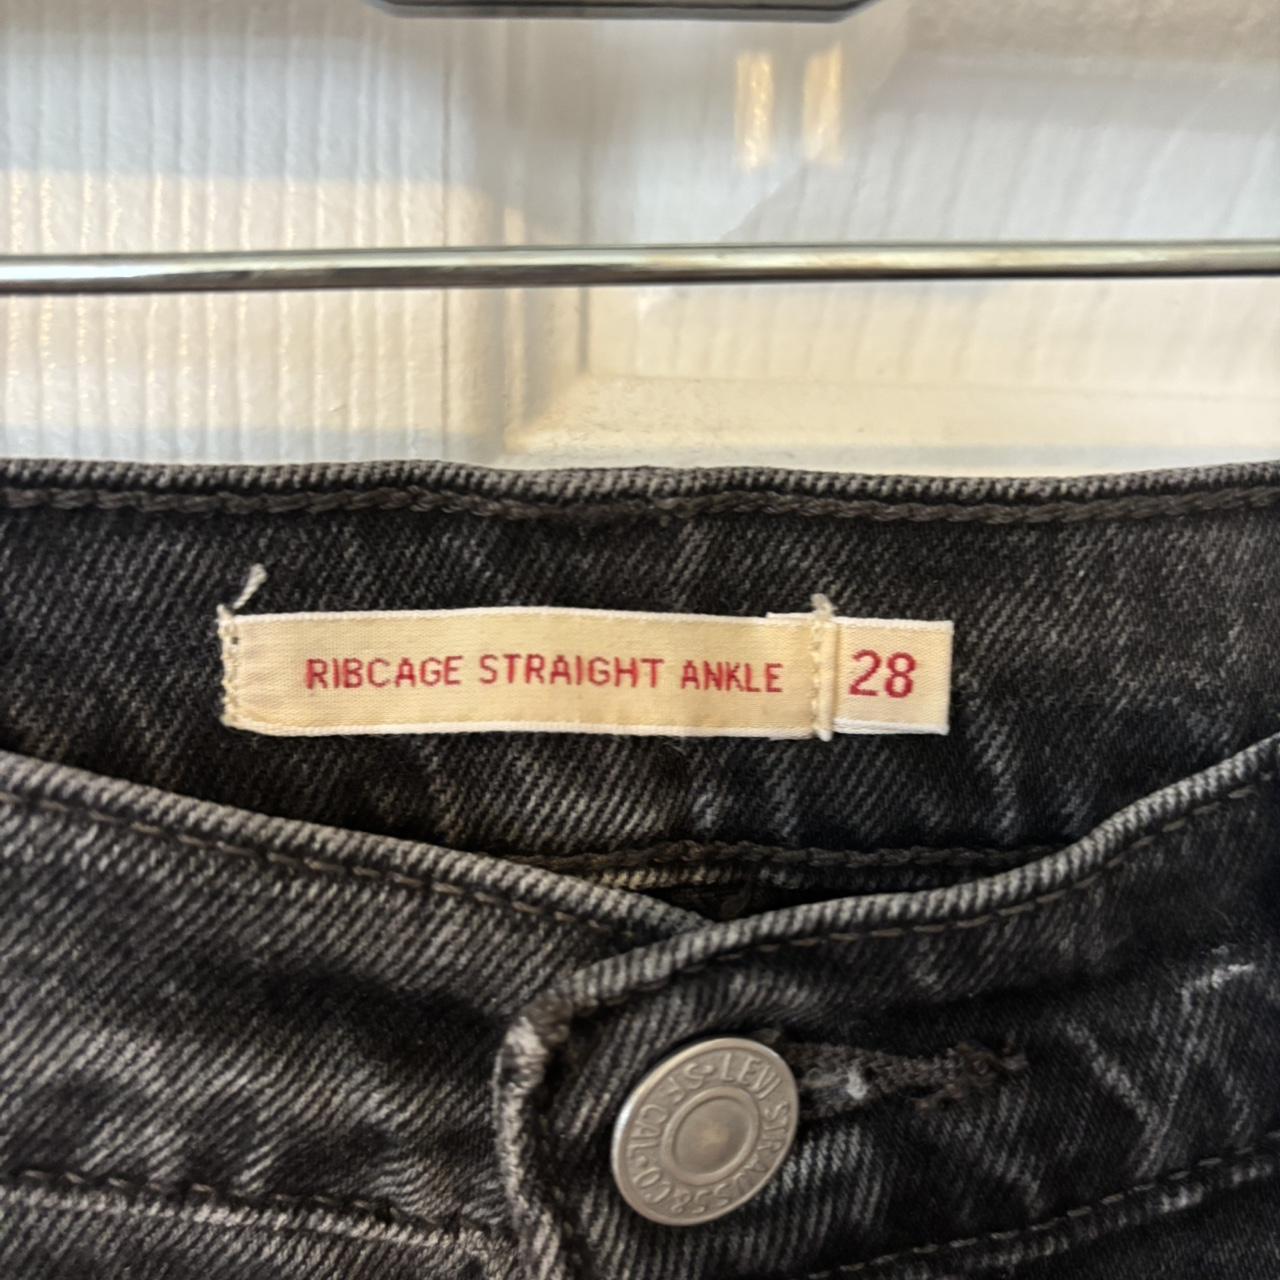 RIBCAGE STRAIGHT ANKLE 28
LEVI STRAUSS & CO. S.F. CAL.